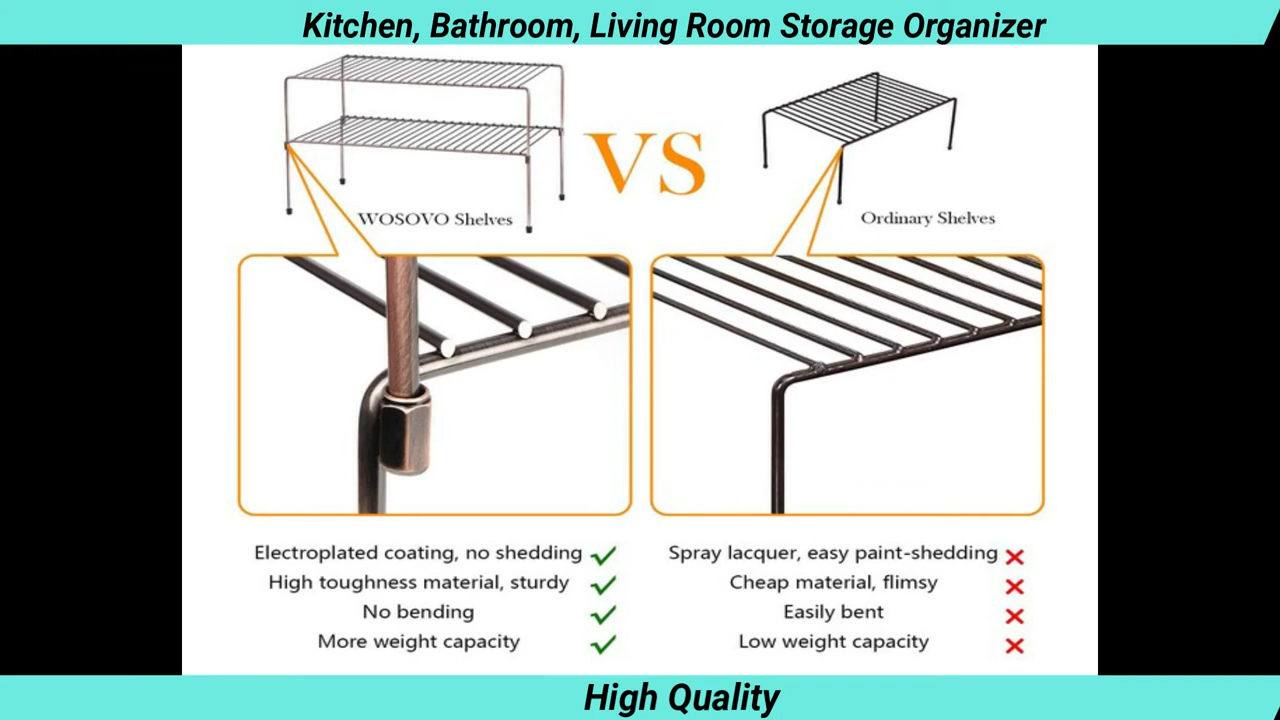 Kitchen, Bathroom, Living Room Storage Organizer
VS
WOSOVO Shelves
Ordinary Shelves
Electroplated coating, no shedding
High toughness material, sturdy
No bending
More weight capacity
Spray lacquer, easy paint-shedding
Cheap material, flimsy
Easily bent
Low weight capacity
High Quality